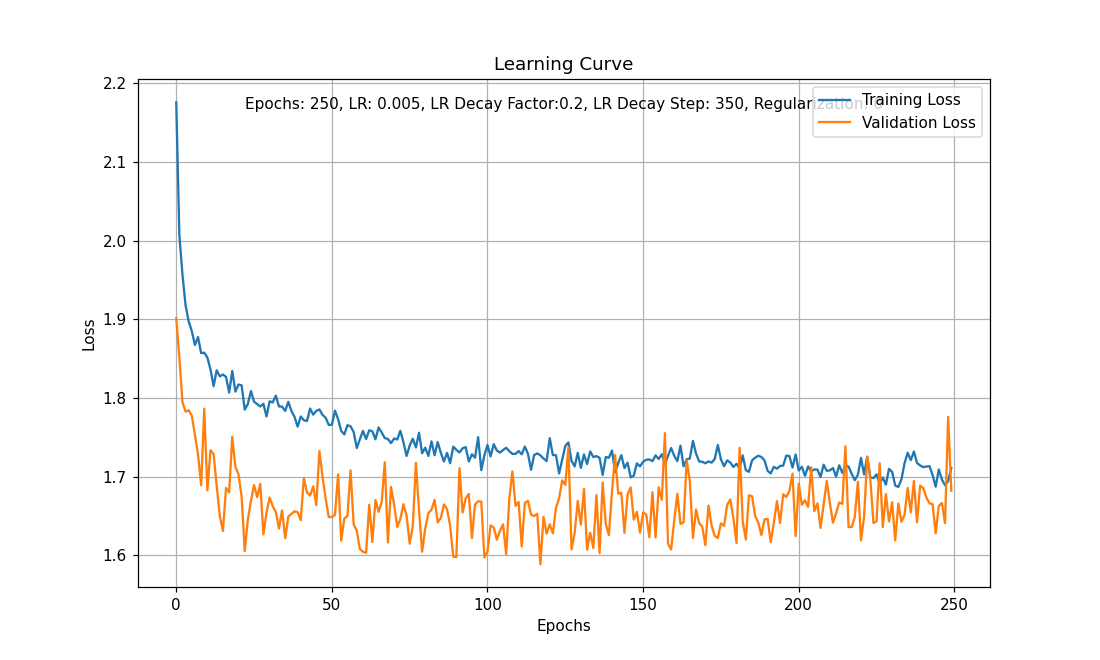 Learning Curve
Epochs: 250, LR: 0.005, LR Decay Factor:0.2, LR Decay Step: 350, Regularization: 0
Training Loss
Validation Loss
2.2
2.1
2.0
1.9
1.8
1.7
1.6
Loss
0 50 100 150 200 250
Epochs